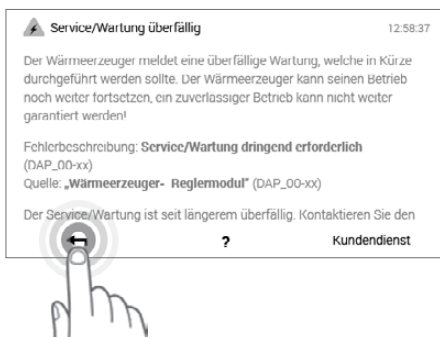 Service/Wartung überfällig 12:58:37
Der Wärmeerzeuger meldet eine überfällige Wartung, welche in Kürze
durchgeführt werden sollte. Der Wärmeerzeuger kann seinen Betrieb
noch weiter fortsetzen, ein zuverlässiger Betrieb kann nicht weiter
garantiert werden!
Fehlerbeschreibung: Service/Wartung dringend erforderlich
(DAP_00-xx)
Quelle: „Wärmeerzeuger- Reglermodul" (DAP_00-xx)
Der Service/Wartung ist seit längerem überfällig. Kontaktieren Sie den
? Kundendienst